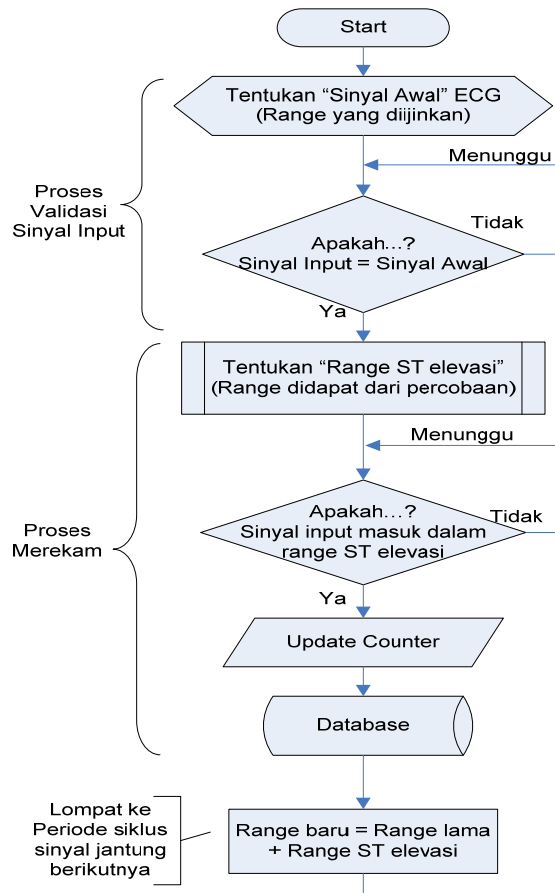 Start
Tentukan “Sinyal Awal” ECG
(Range yang diijinkan)
Menunggu
Proses
Validasi
Sinyal Input
Tidak
Apakah...?
Sinyal Input = Sinyal Awal
Ya
Tentukan “Range ST elevasi”
(Range didapat dari percobaan)
Menunggu
Proses
Merekam
Apakah...?
Tidak
Sinyal input masuk dalam
range ST elevasi
Ya
Update Counter
Database
Lompat ke
Periode siklus
sinyal jantung
berikutnya
Range baru = Range lama
+ Range ST elevasi